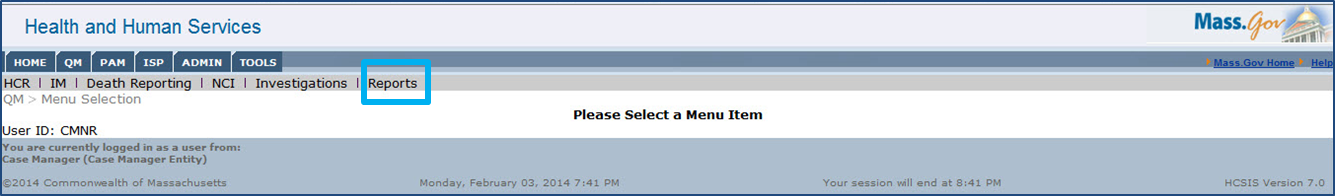 Health and Human Services
Mass.Gov
HOME QM PAM ISP ADMIN TOOLS Mass.Gov Home Help
HCR | IM | Death Reporting | NCI | Investigations | Reports
QM > Menu Selection
Please Select a Menu Item
User ID: CMNR
You are currently logged in as a user from:
Case Manager (Case Manager Entity)
©2014 Commonwealth of Massachusetts Monday, February 03, 2014 7:41 PM Your session will end at 8:41 PM HCSIS Version 7.0